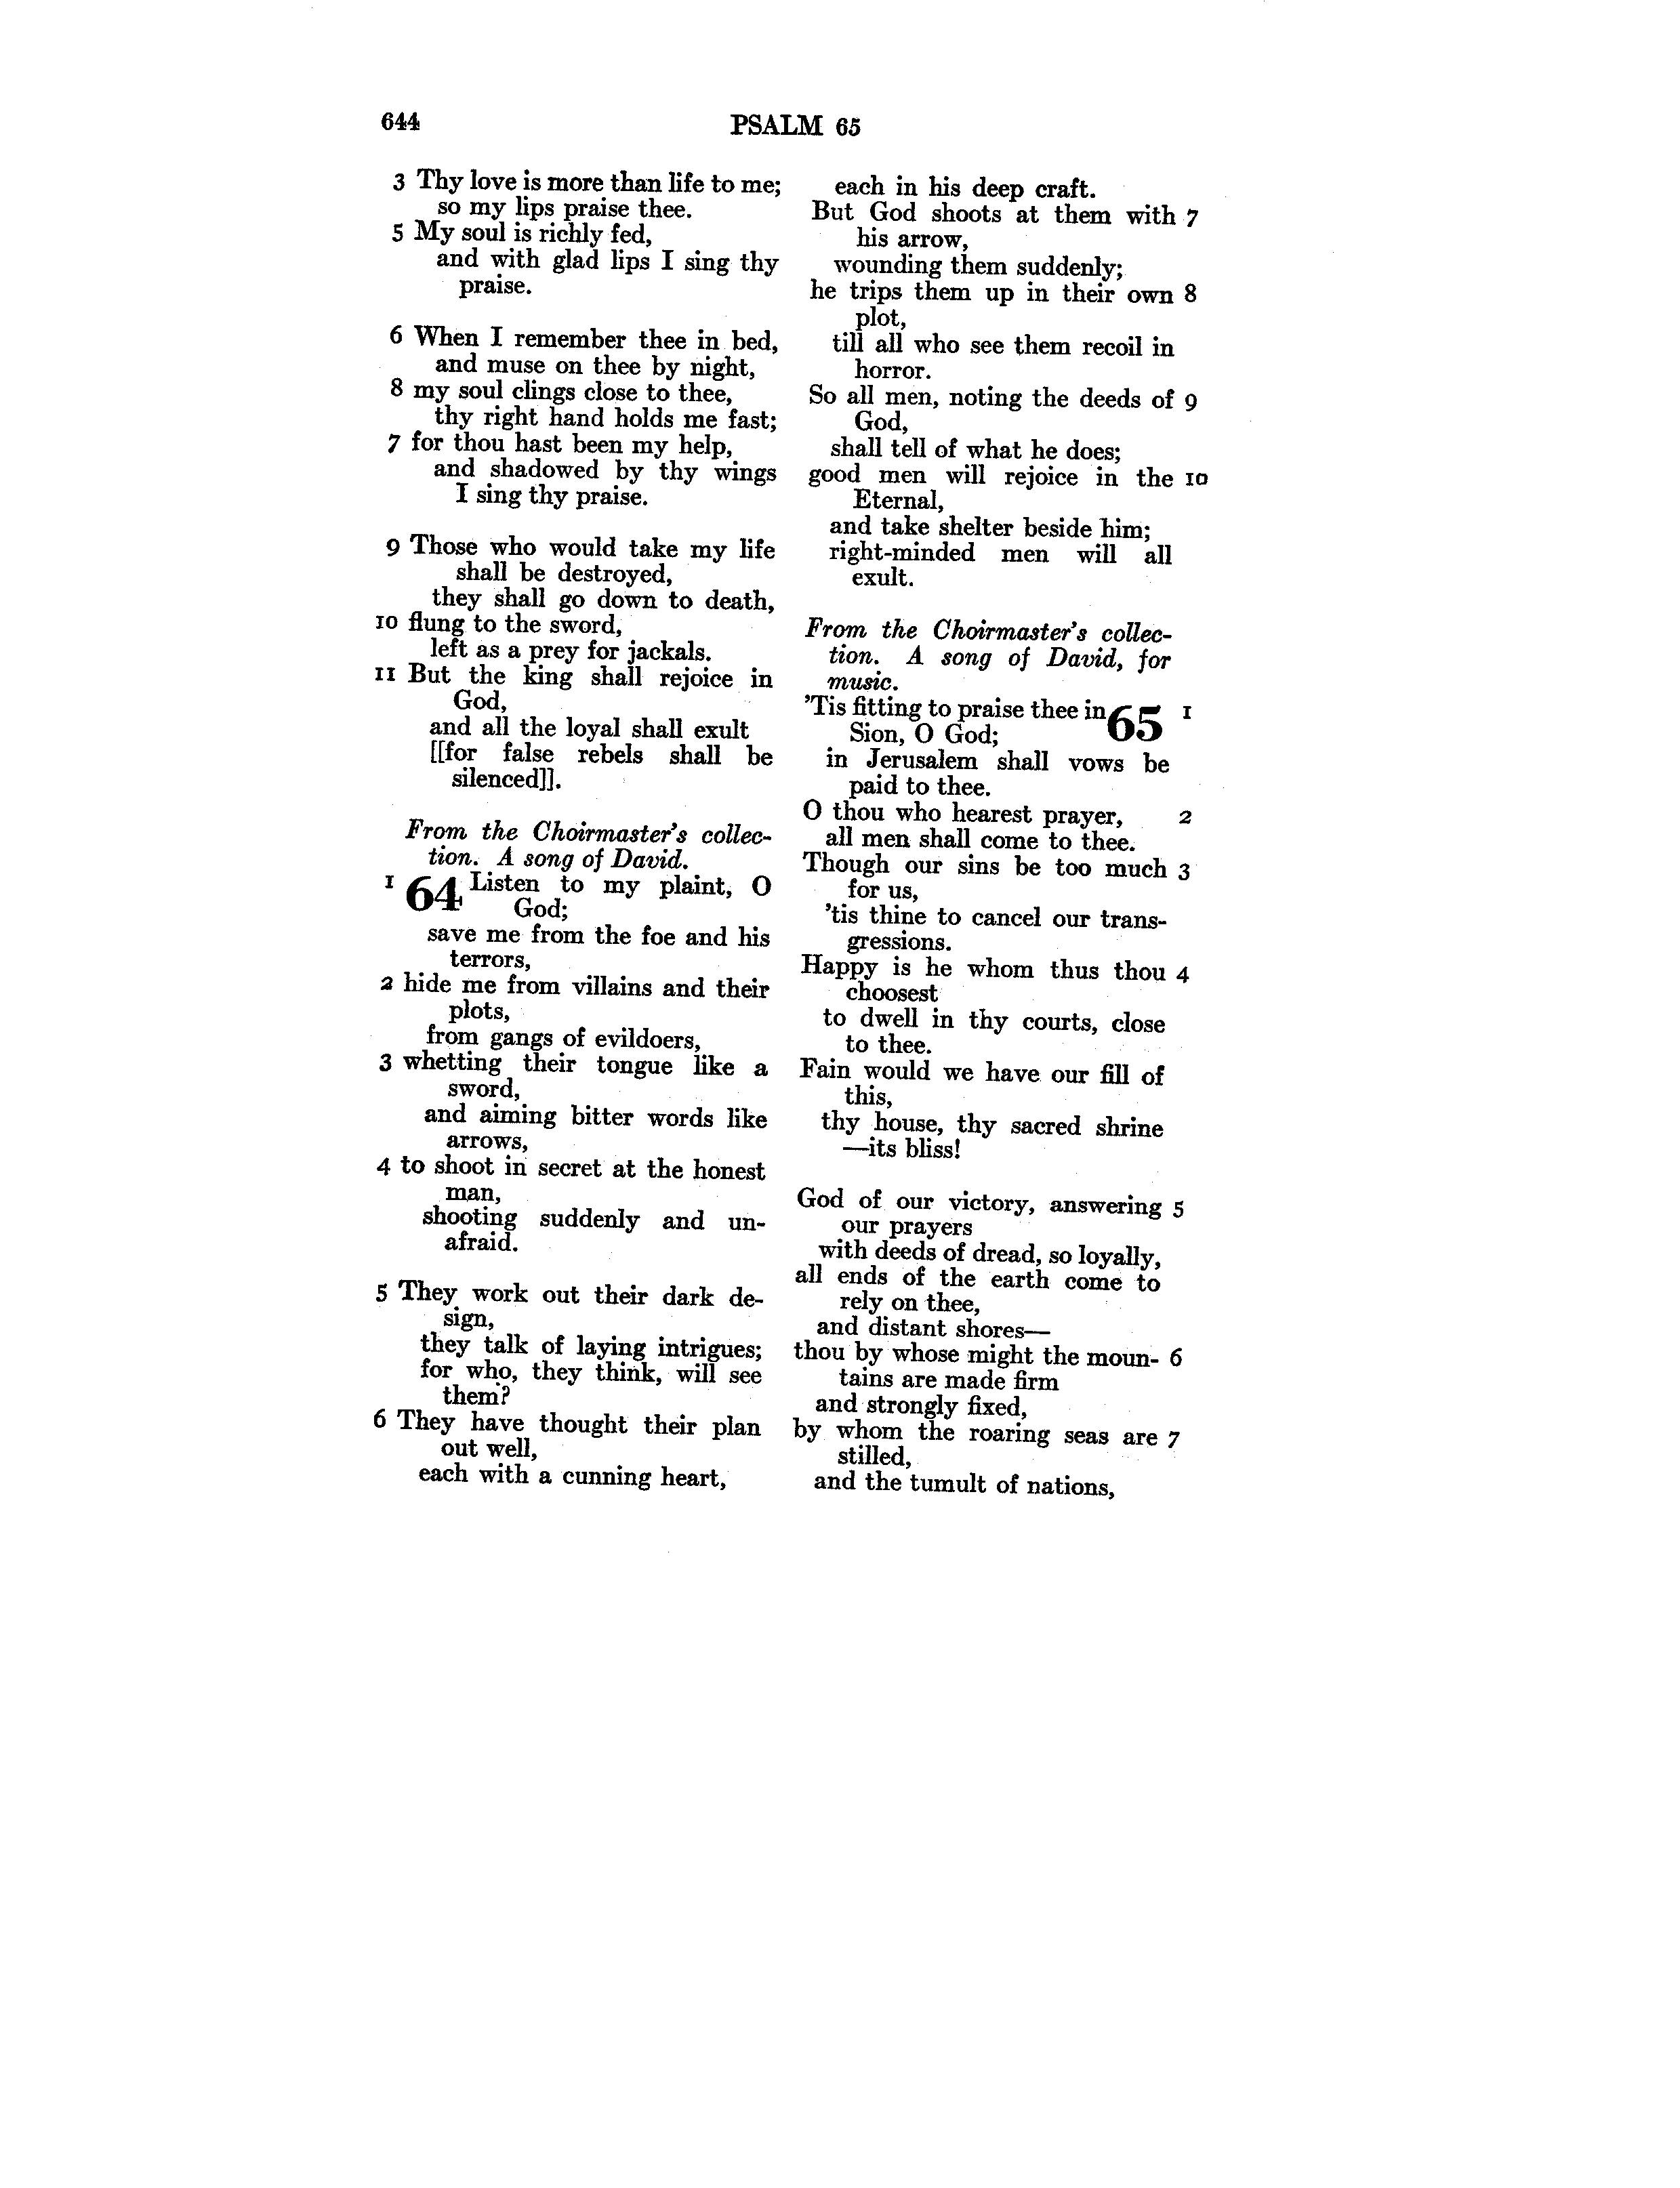 644
PSALM 65
3 Thy love is more than life to me;
so my lips praise thee.
5 My soul is richly fed,
and with glad lips I sing thy
praise.
6 When I remember thee in bed,
and muse on thee by night,
8 my soul clings close to thee,
thy right hand holds me fast;
7 for thou hast been my help,
and shadowed by thy wings
I sing thy praise.
9 Those who would take my life
shall be destroyed,
they shall go down to death,
10 flung to the sword,
left as a prey for jackals.
11 But the king shall rejoice in
God,
and all the loyal shall exult
[[for false rebels shall be
silenced]].
From the Choirmaster's collec-
tion. A song of David.
1 64 Listen to my plaint, O
God;
save me from the foe and his
terrors,
2 hide me from villains and their
plots,
from gangs of evildoers,
3 whetting their tongue like a
sword,
and aiming bitter words like
arrows,
4 to shoot in secret at the honest
man,
shooting suddenly and un-
afraid.
5 They work out their dark de-
sign,
they talk of laying intrigues;
for who, they think, will see
them?
6 They have thought their plan
out well,
each with a cunning heart,
each in his deep craft.
But God shoots at them with 7
his arrow,
wounding them suddenly;
he trips them up in their own 8
plot,
till all who see them recoil in
horror.
So all men, noting the deeds of 9
God,
shall tell of what he does;
good men will rejoice in the 10
Eternal,
and take shelter beside him;
right-minded men will all
exult.
From the Choirmaster's collec-
tion. A song of David, for
music.
'Tis fitting to praise thee in 65 1
Sion, O God;
in Jerusalem shall vows be
paid to thee.
O thou who hearest prayer, 2
all men shall come to thee.
Though our sins be too much 3
for us,
'tis thine to cancel our trans-
gressions.
Happy is he whom thus thou 4
choosest
to dwell in thy courts, close
to thee.
Fain would we have our fill of
this,
thy house, thy sacred shrine
—its bliss!
God of our victory, answering 5
our prayers
with deeds of dread, so loyally,
all ends of the earth come to
rely on thee,
and distant shores—
thou by whose might the moun- 6
tains are made firm
and strongly fixed,
by whom the roaring seas are 7
stilled,
and the tumult of nations,